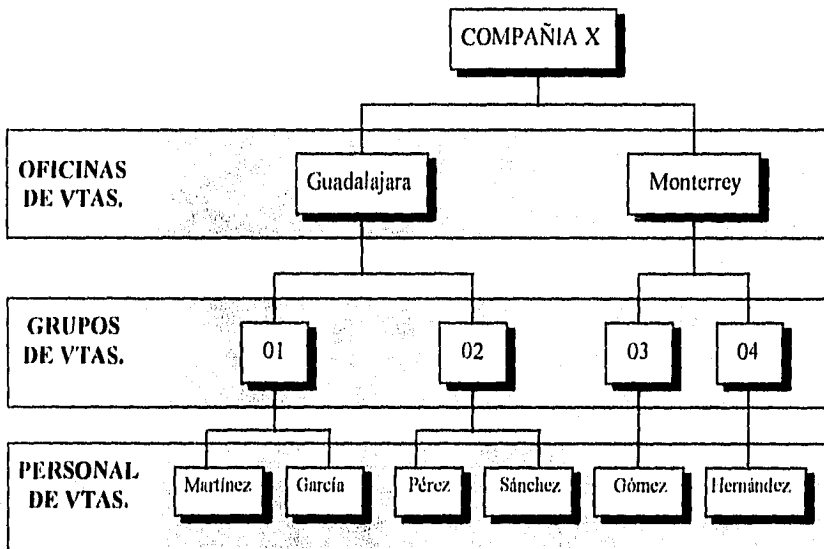 COMPAÑIA X
OFICINAS
DE VTAS.
Guadalajara
Monterrey
GRUPOS
DE VTAS.
01
02
03
04
PERSONAL
DE VTAS.
Martínez
García
Pérez
Sánchez
Gómez
Hernández